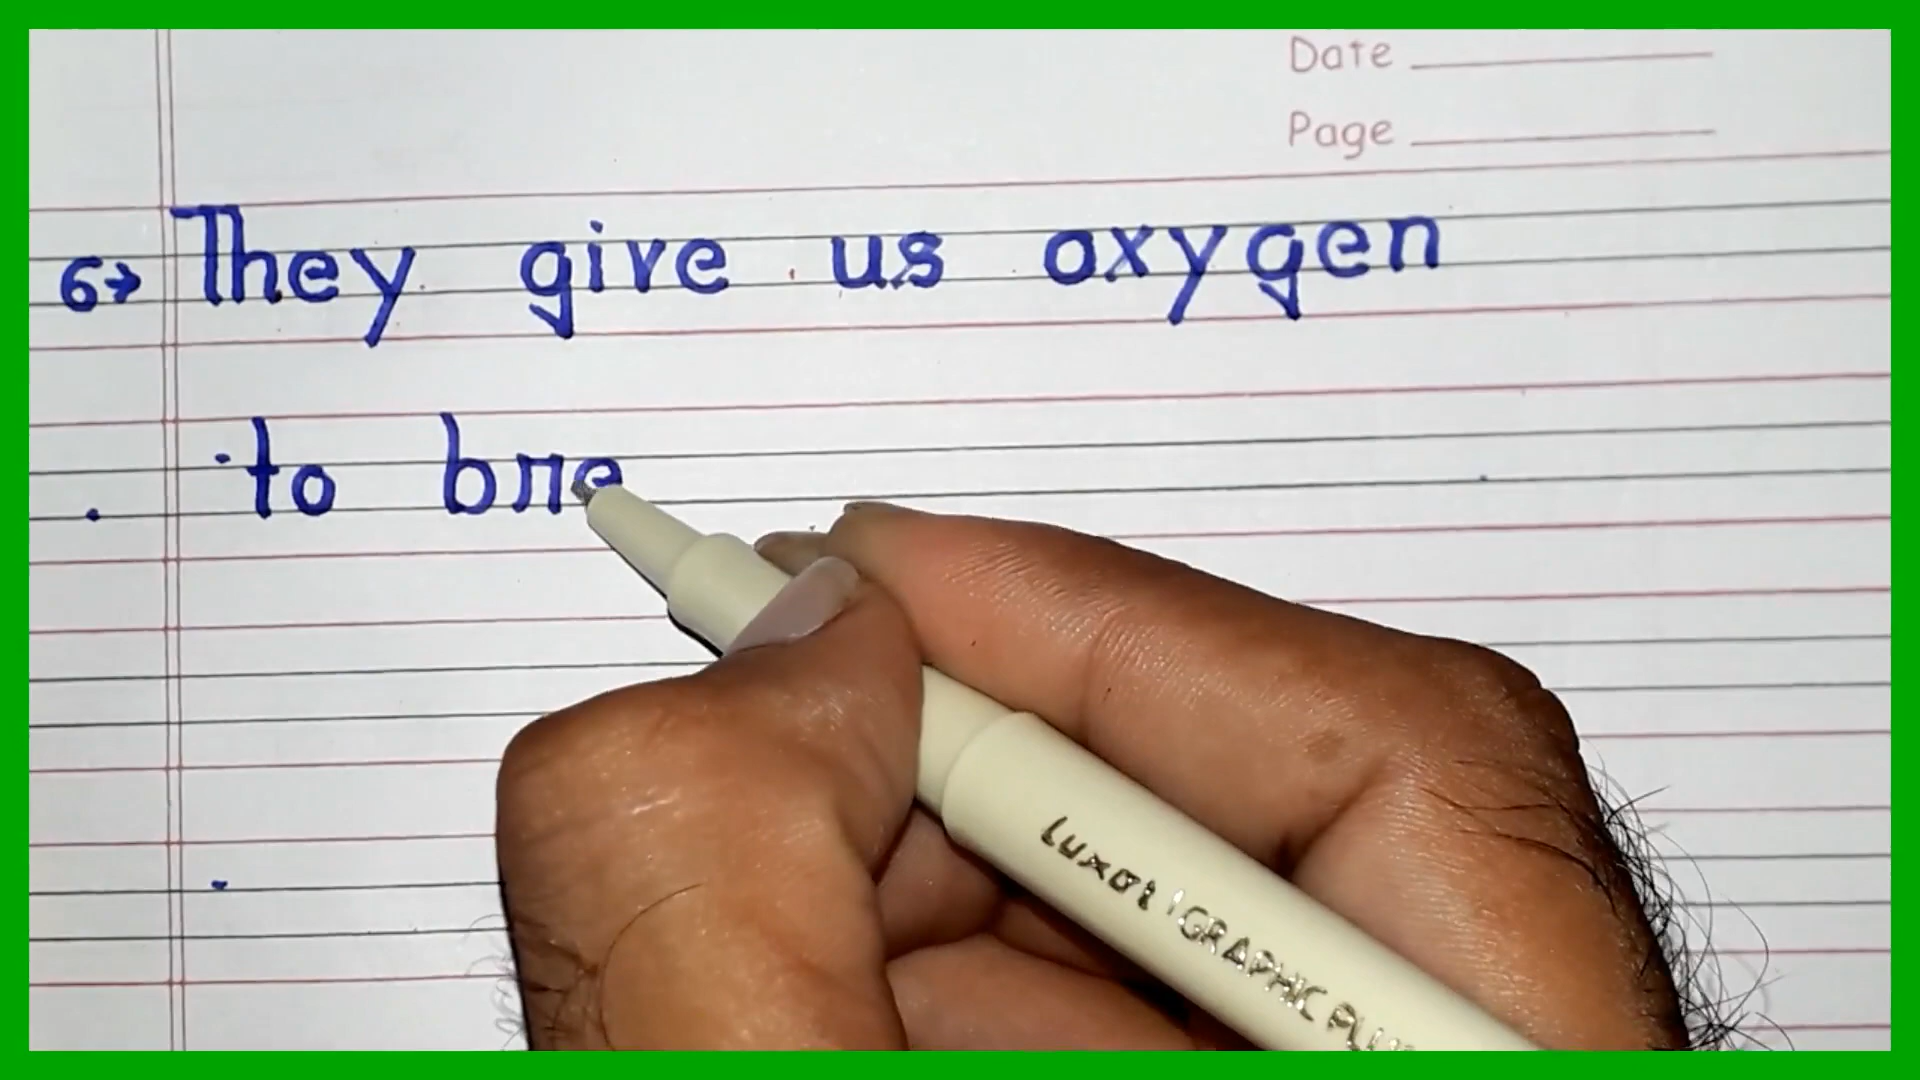 Date
Page
6→ They give us oxygen
to bre
Luxor | GRAPHIC